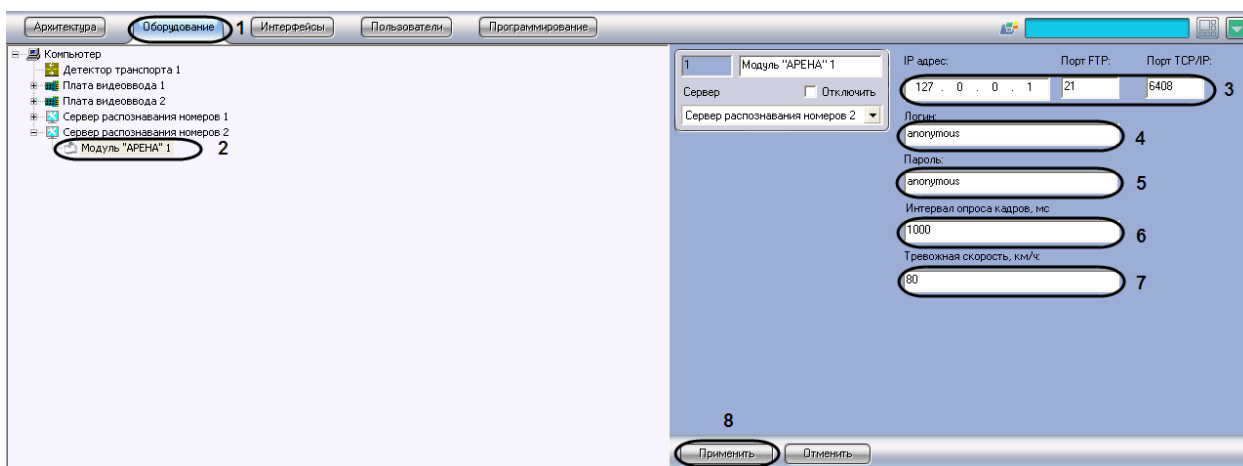 Архитектура Оборудование 1 Интерфейсы Пользователи Программирование
Компьютер
Детектор транспорта 1
Плата видеоввода 1
Плата видеоввода 2
Сервер распознавания номеров 1
Сервер распознавания номеров 2
Модуль "АРЕНА" 1 2
1 Модуль "АРЕНА" 1
Сервер Отключить
Сервер распознавания номеров 2
IP адрес: Порт FTP: Порт TCP/IP:
127 . 0 . 0 . 1 21 6408 3
Логин:
anonymous 4
Пароль:
anonymous 5
Интервал опроса кадров, мс
1000 6
Тревожная скорость, км/ч:
80 7
8
Применить Отменить